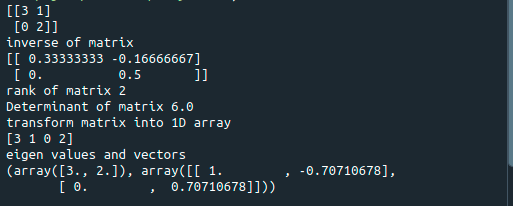 [[3 1]
 [0 2]]
inverse of matrix
[[ 0.33333333 -0.16666667]
 [ 0.          0.5       ]]
rank of matrix 2
Determinant of matrix 6.0
transform matrix into 1D array
[3 1 0 2]
eigen values and vectors
(array([3., 2.]), array([[ 1.        , -0.70710678],
       [ 0.        ,  0.70710678]]))